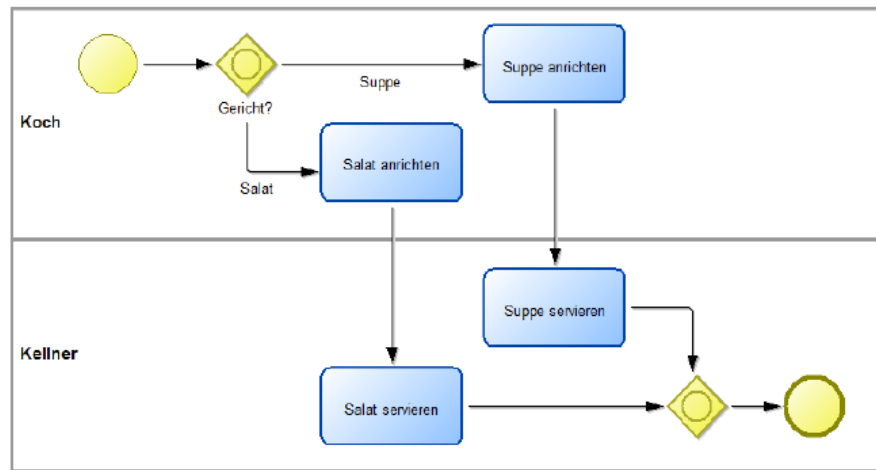 Suppe anrichten
Suppe
Gericht?
Koch
Salat anrichten
Salat
Suppe servieren
Kellner
Salat servieren